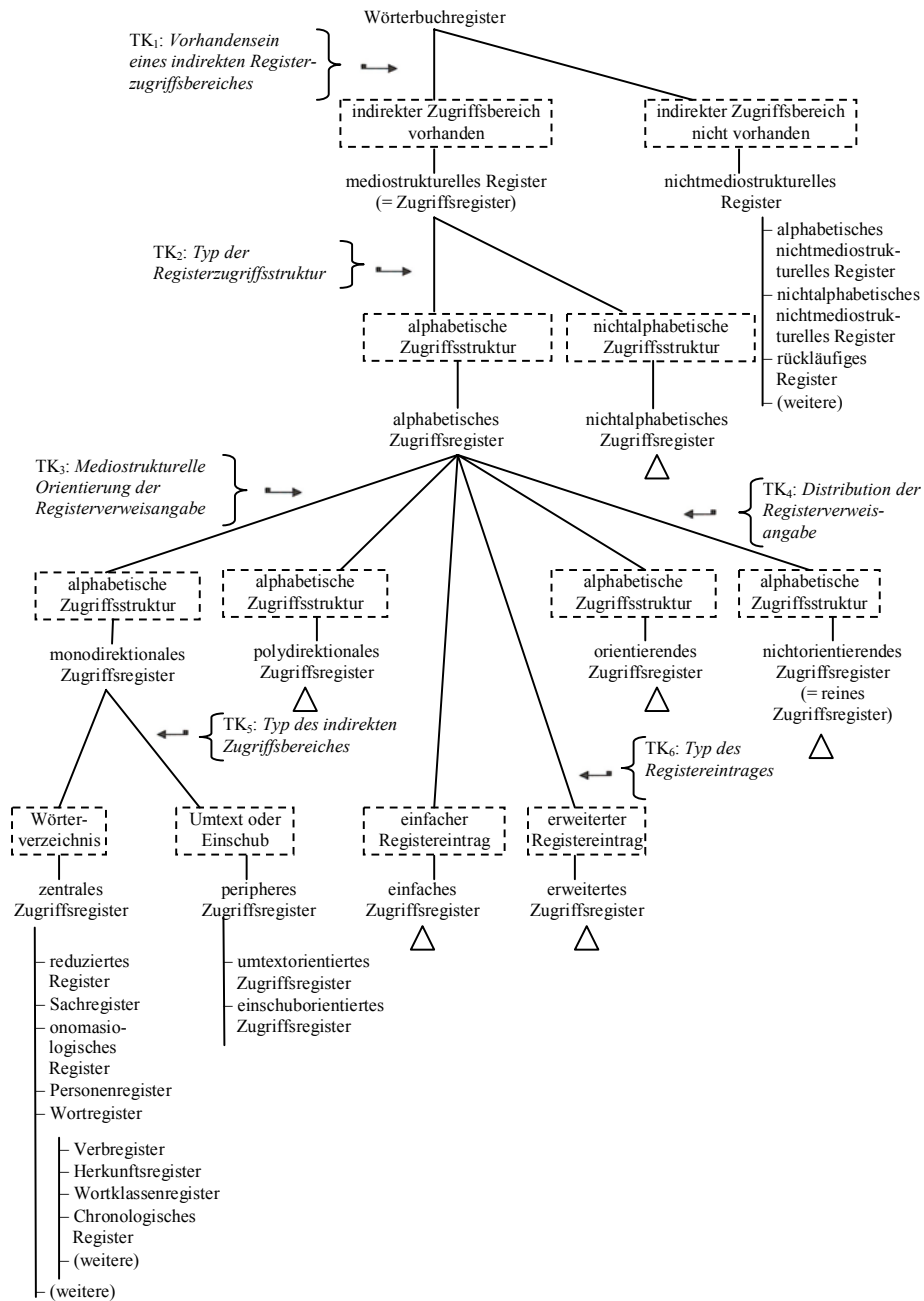 Wörterbuchregister
TK1: Vorhandensein
eines indirekten Register-
zugriffsbereiches
indirekter Zugriffsbereich
vorhanden
indirekter Zugriffsbereich
nicht vorhanden
mediostrukturelles Register
(= Zugriffsregister)
nichtmediostrukturelles
Register
– alphabetisches
nichtmediostruk-
turelles Register
– nichtalphabetisches
nichtmediostruk-
turelles Register
– rückläufiges
Register
– (weitere)
TK2: Typ der
Registerzugriffsstruktur
alphabetische
Zugriffsstruktur
nichtalphabetische
Zugriffsstruktur
alphabetisches
Zugriffsregister
nichtalphabetisches
Zugriffsregister
TK3: Mediostrukturelle
Orientierung der
Registerverweisangabe
TK4: Distribution der
Registerverweis-
angabe
alphabetische
Zugriffsstruktur
alphabetische
Zugriffsstruktur
alphabetische
Zugriffsstruktur
alphabetische
Zugriffsstruktur
monodirektionales
Zugriffsregister
polydirektionales
Zugriffsregister
orientierendes
Zugriffsregister
nichtorientierendes
Zugriffsregister
(= reines
Zugriffsregister)
TK5: Typ des indirekten
Zugriffsbereiches
TK6: Typ des
Registereintrages
Wörter-
verzeichnis
Umtext oder
Einschub
einfacher
Registereintrag
erweiterter
Registereintrag
zentrales
Zugriffsregister
peripheres
Zugriffsregister
einfaches
Zugriffsregister
erweitertes
Zugriffsregister
– reduziertes
Register
– Sachregister
– onomasio-
logisches
Register
– Personenregister
– Wortregister
– Verbregister
– Herkunftsregister
– Wortklassenregister
– Chronologisches
Register
– (weitere)
– (weitere)
– umtextorientiertes
Zugriffsregister
– einschuborientiertes
Zugriffsregister